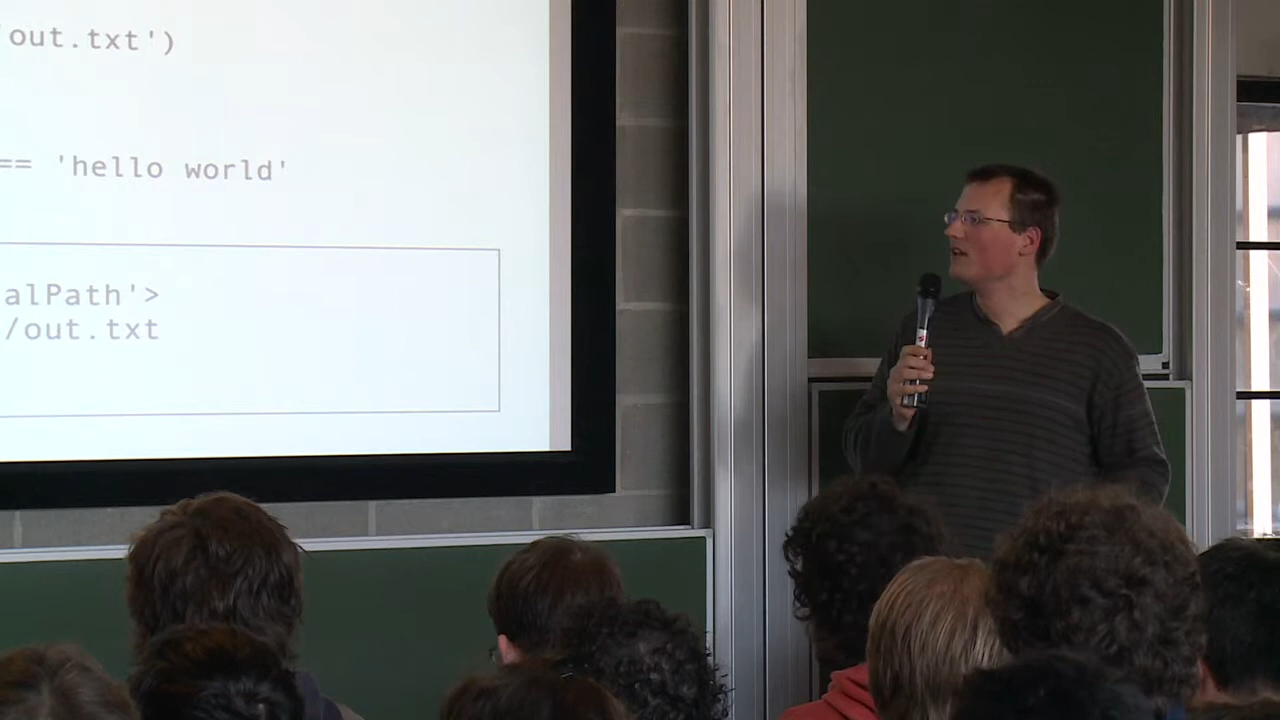 'out.txt')
== 'hello world'
alPath'>
/out.txt